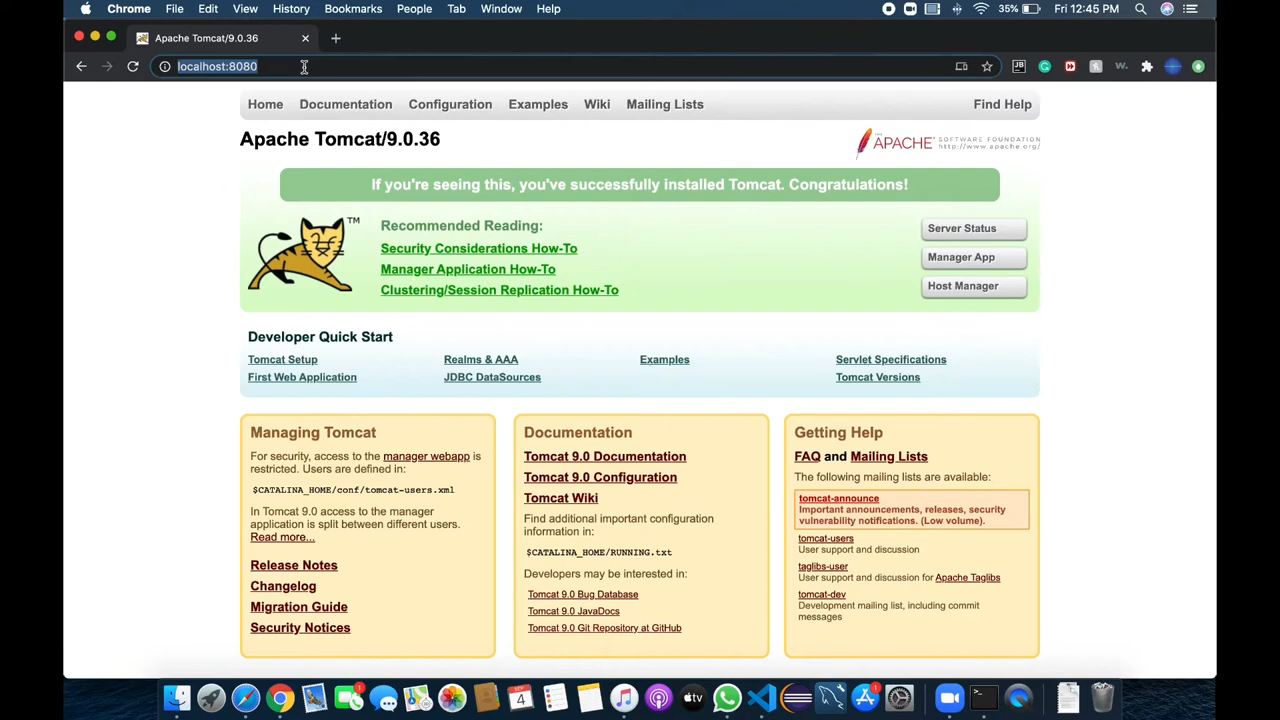 Chrome File Edit View History Bookmarks People Tab Window Help 35% Fri 12:45 PM
Apache Tomcat/9.0.36
localhost:8080
Home Documentation Configuration Examples Wiki Mailing Lists Find Help
Apache Tomcat/9.0.36
APACHE SOFTWARE FOUNDATION
http://www.apache.org/
If you're seeing this, you've successfully installed Tomcat. Congratulations!
TM
Recommended Reading:
Security Considerations How-To
Manager Application How-To
Clustering/Session Replication How-To
Server Status
Manager App
Host Manager
Developer Quick Start
Tomcat Setup Realms & AAA Examples Servlet Specifications
First Web Application JDBC DataSources Tomcat Versions
Managing Tomcat
For security, access to the manager webapp is
restricted. Users are defined in:
$CATALINA_HOME/conf/tomcat-users.xml
In Tomcat 9.0 access to the manager
application is split between different users.
Read more...
Release Notes
Changelog
Migration Guide
Security Notices
Documentation
Tomcat 9.0 Documentation
Tomcat 9.0 Configuration
Tomcat Wiki
Find additional important configuration
information in:
$CATALINA_HOME/RUNNING.txt
Developers may be interested in:
Tomcat 9.0 Bug Database
Tomcat 9.0 JavaDocs
Tomcat 9.0 Git Repository at GitHub
Getting Help
FAQ and Mailing Lists
The following mailing lists are available:
tomcat-announce
Important announcements, releases, security
vulnerability notifications. (Low volume).
tomcat-users
User support and discussion
taglibs-user
User support and discussion for Apache Taglibs
tomcat-dev
Development mailing list, including commit
messages
4
tv